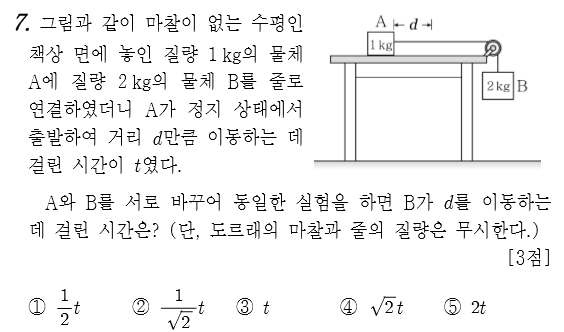 7. 그림과 같이 마찰이 없는 수평인
책상 면에 놓인 질량 1kg의 물체
A에 질량 2kg의 물체 B를 줄로
연결하였더니 A가 정지 상태에서
출발하여 거리 d만큼 이동하는 데
걸린 시간이 t였다.
A d
1kg
2kg B
A와 B를 서로 바꾸어 동일한 실험을 하면 B가 d를 이동하는
데 걸린 시간은? (단, 도르래의 마찰과 줄의 질량은 무시한다.)
[3점]
① 1/2 t ② 1/√2 t ③ t ④ √2 t ⑤ 2t